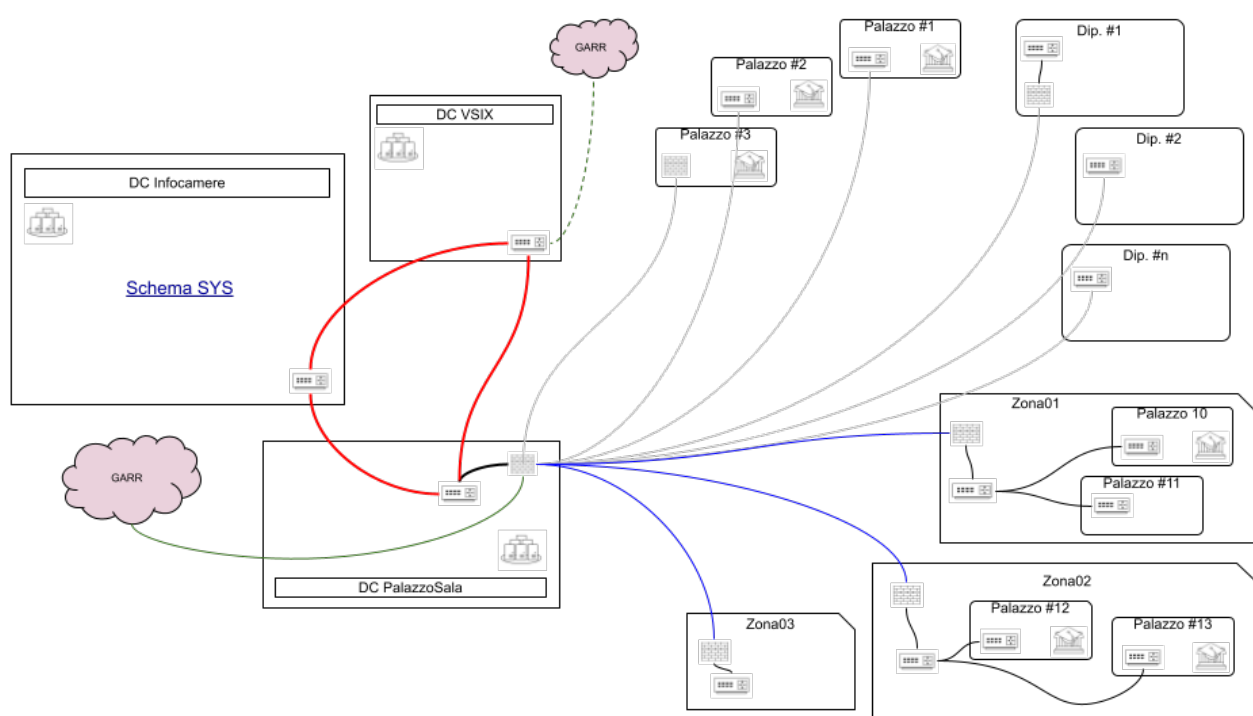 GARR
Palazzo #1
Dip. #1
Palazzo #2
DC VSIX
Palazzo #3
Dip. #2
DC Infocamere
Dip. #n
Schema SYS
Zona01
Palazzo 10
GARR
Palazzo #11
DC PalazzoSala
Zona02
Palazzo #12
Zona03
Palazzo #13